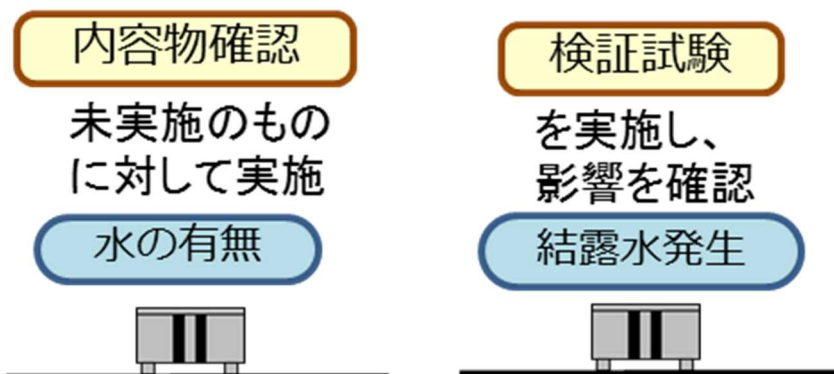 内容物確認
未実施のもの
に対して実施
水の有無
検証試験
を実施し、
影響を確認
結露水発生